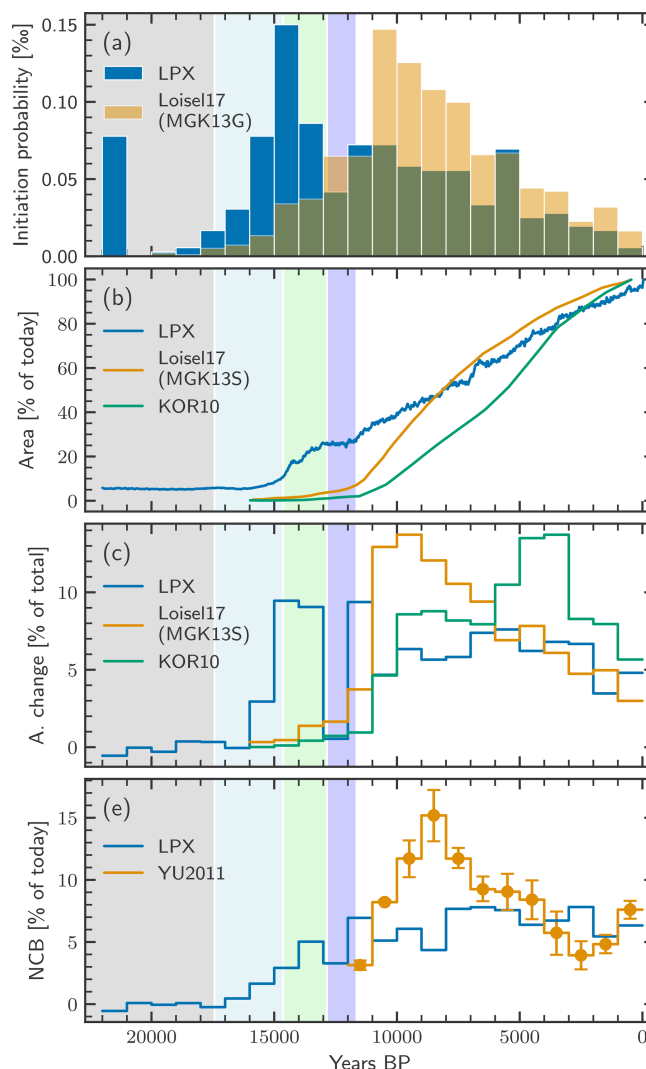 (a)
LPX
Loisel17
(MGK13G)
Initiation probability [‰]
0.15
0.10
0.05
0.00
(b)
LPX
Loisel17
(MGK13S)
KOR10
Area [% of today]
100
80
60
40
20
0
(c)
LPX
Loisel17
(MGK13S)
KOR10
A. change [% of total]
10
5
0
(e)
LPX
YU2011
NCB [% of today]
15
10
5
0
20000 15000 10000 5000 0
Years BP